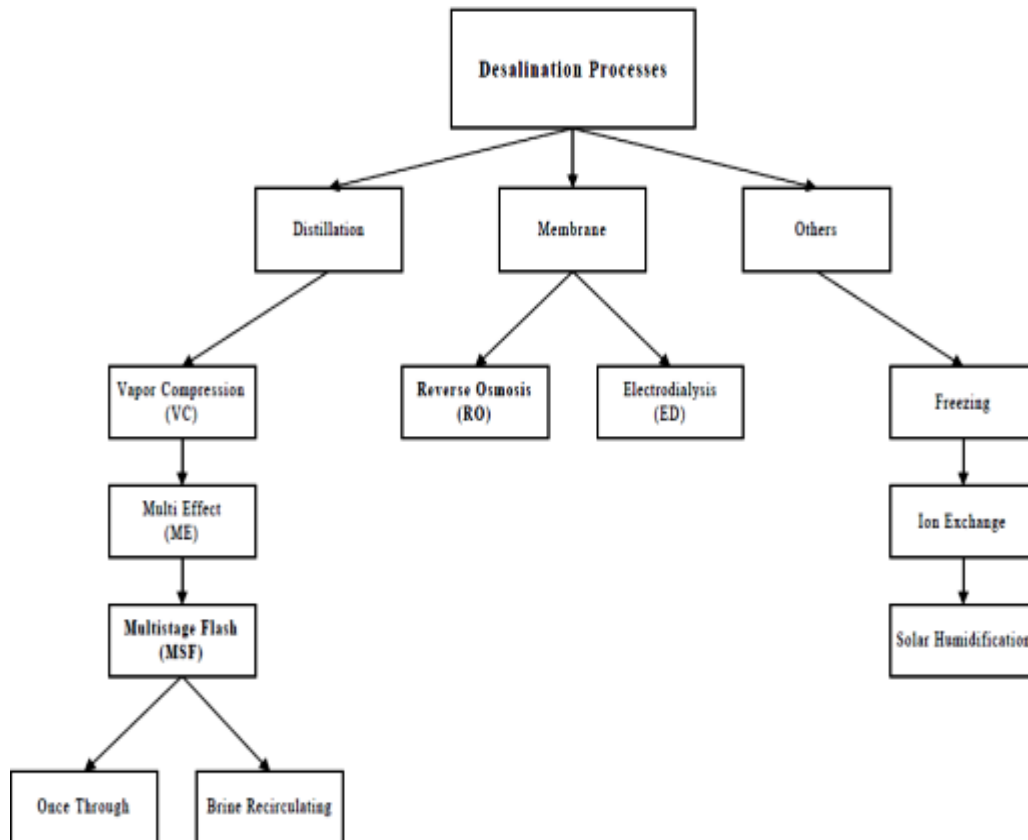 Desalination Processes
Distillation
Membrane
Others
Vapor Compression
(VC)
Reverse Osmosis
(RO)
Electrodialysis
(ED)
Freezing
Multi Effect
(ME)
Ion Exchange
Multistage Flash
(MSF)
Solar Humidification
Once Through
Brine Recirculating